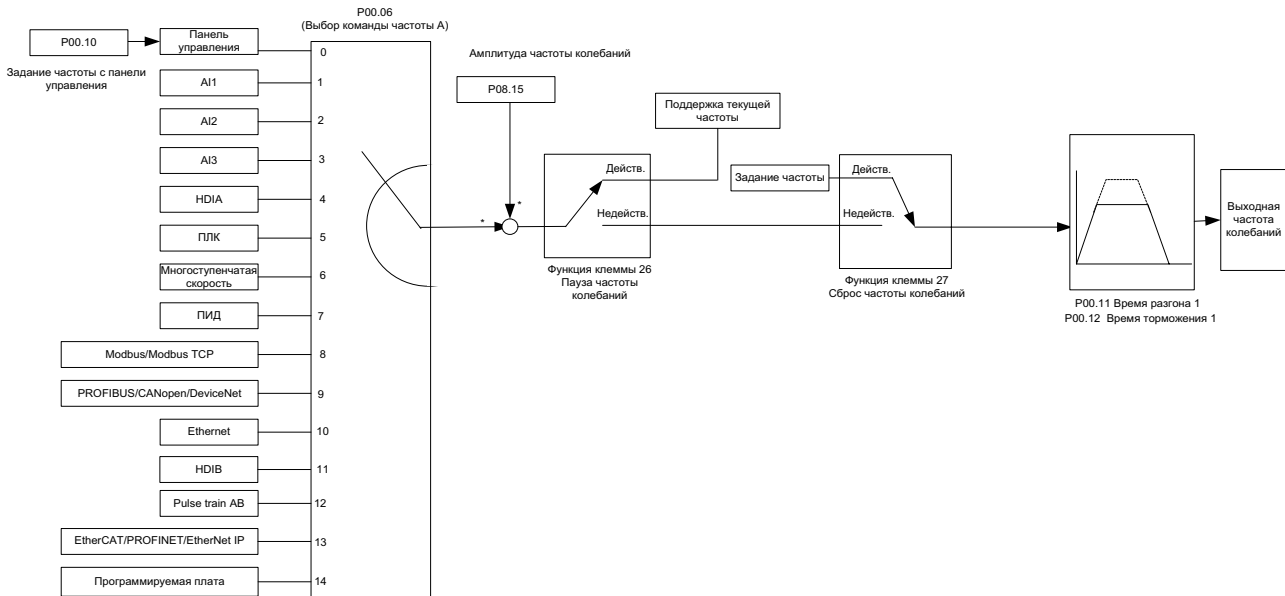 P00.06
(Выбор команды частоты А)
P00.10
Панель
управления
0
Задание частоты с панели
управления
AI1
1
AI2
2
AI3
3
HDIA
4
ПЛК
5
Многоступенчатая
скорость
6
ПИД
7
Modbus/Modbus TCP
8
PROFIBUS/CANopen/DeviceNet
9
Ethernet
10
HDIB
11
Pulse train AB
12
EtherCAT/PROFINET/EtherNet IP
13
Программируемая плата
14
Амплитуда частоты колебаний
P08.15
*
*
Поддержка текущей
частоты
Действ.
Недейств.
Функция клеммы 26
Пауза частоты
колебаний
Задание частоты
Действ.
Недейств.
Функция клеммы 27
Сброс частоты колебаний
P00.11 Время разгона 1
P00.12 Время торможения 1
Выходная
частота
колебаний